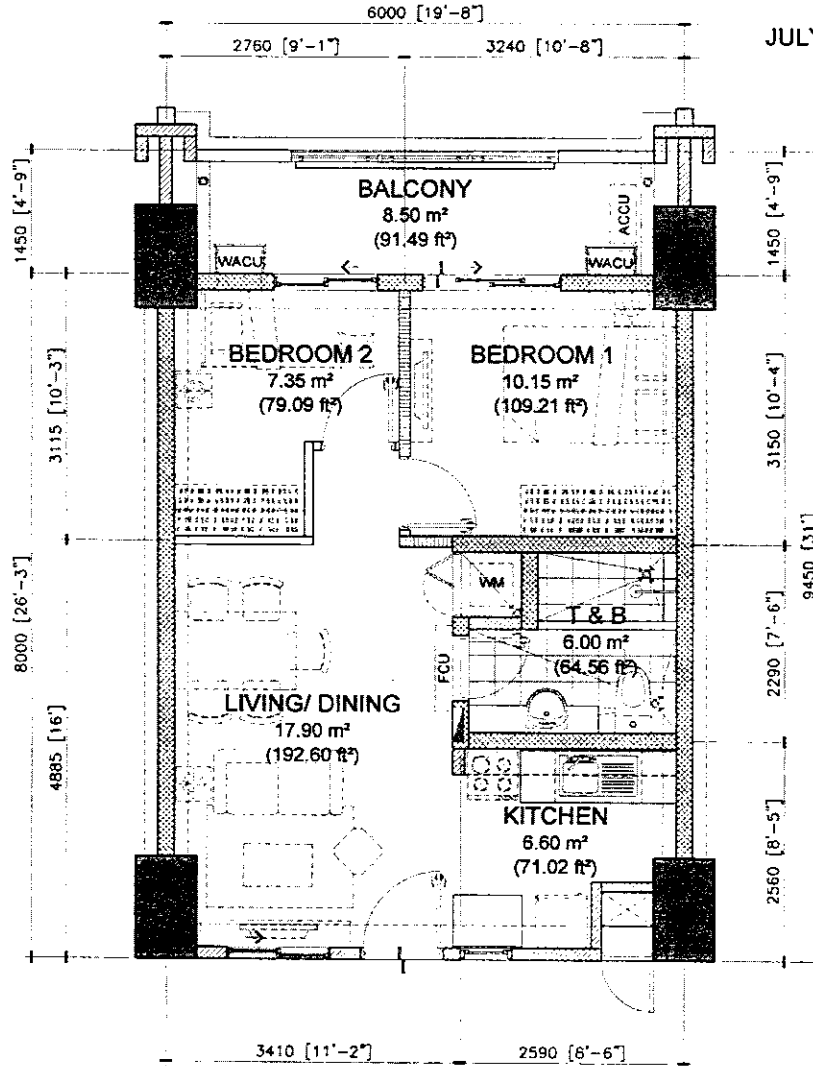 6000 [19'-8"]
2760 [9'-1"]
3240 [10'-8"]
JULY
1450 [4'-9"]
BALCONY
8.50 m²
(91.49 ft²)
ACCU
1450 [4'-9"]
WACU
WACU
BEDROOM 2
7.35 m²
(79.09 ft²)
BEDROOM 1
10.15 m²
(109.21 ft²)
3115 [10'-3"]
3150 [10'-4"]
8000 [26'-3"]
9450 [31']
WM
T & B
6.00 m²
(64.56 ft²)
FCU
2290 [7'-6"]
LIVING/ DINING
17.90 m²
(192.60 ft²)
4885 [16']
KITCHEN
6.60 m²
(71.02 ft²)
2560 [8'-5"]
3410 [11'-2"]
2590 [8'-6"]